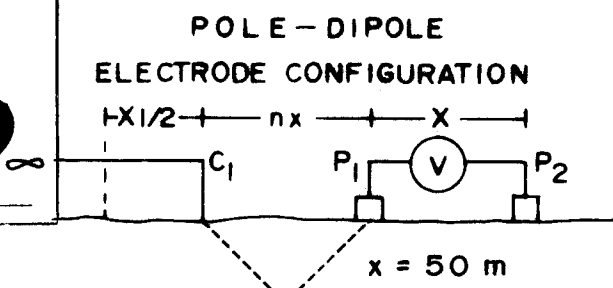 POLE-DIPOLE
ELECTRODE CONFIGURATION
X1/2 nx X
∞ C1 P1 V P2
x = 50 m